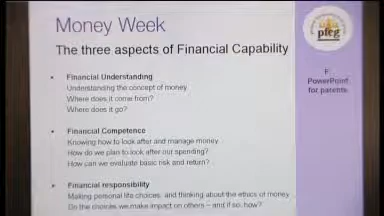 Money Week
The three aspects of Financial Capability
Financial Understanding
Understanding the concept of money
Where does it come from?
Where does it go?
Financial Competence
Knowing how to look after and manage money
How do we plan to look after our spending?
How can we evaluate basic risk and return?
Financial responsibility
Making personal life choices, and thinking about the ethics of money
Do the choices we make impact on others – and if so, how?
pfeg
F:
PowerPoint
for parents